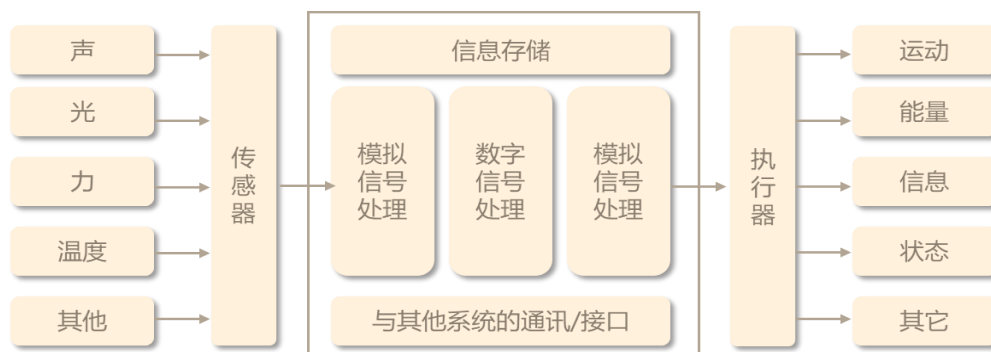 声
光
力
温度
其他
传
感
器
信息存储
模拟
信号
处理
数字
信号
处理
模拟
信号
处理
与其他系统的通讯/接口
执
行
器
运动
能量
信息
状态
其它